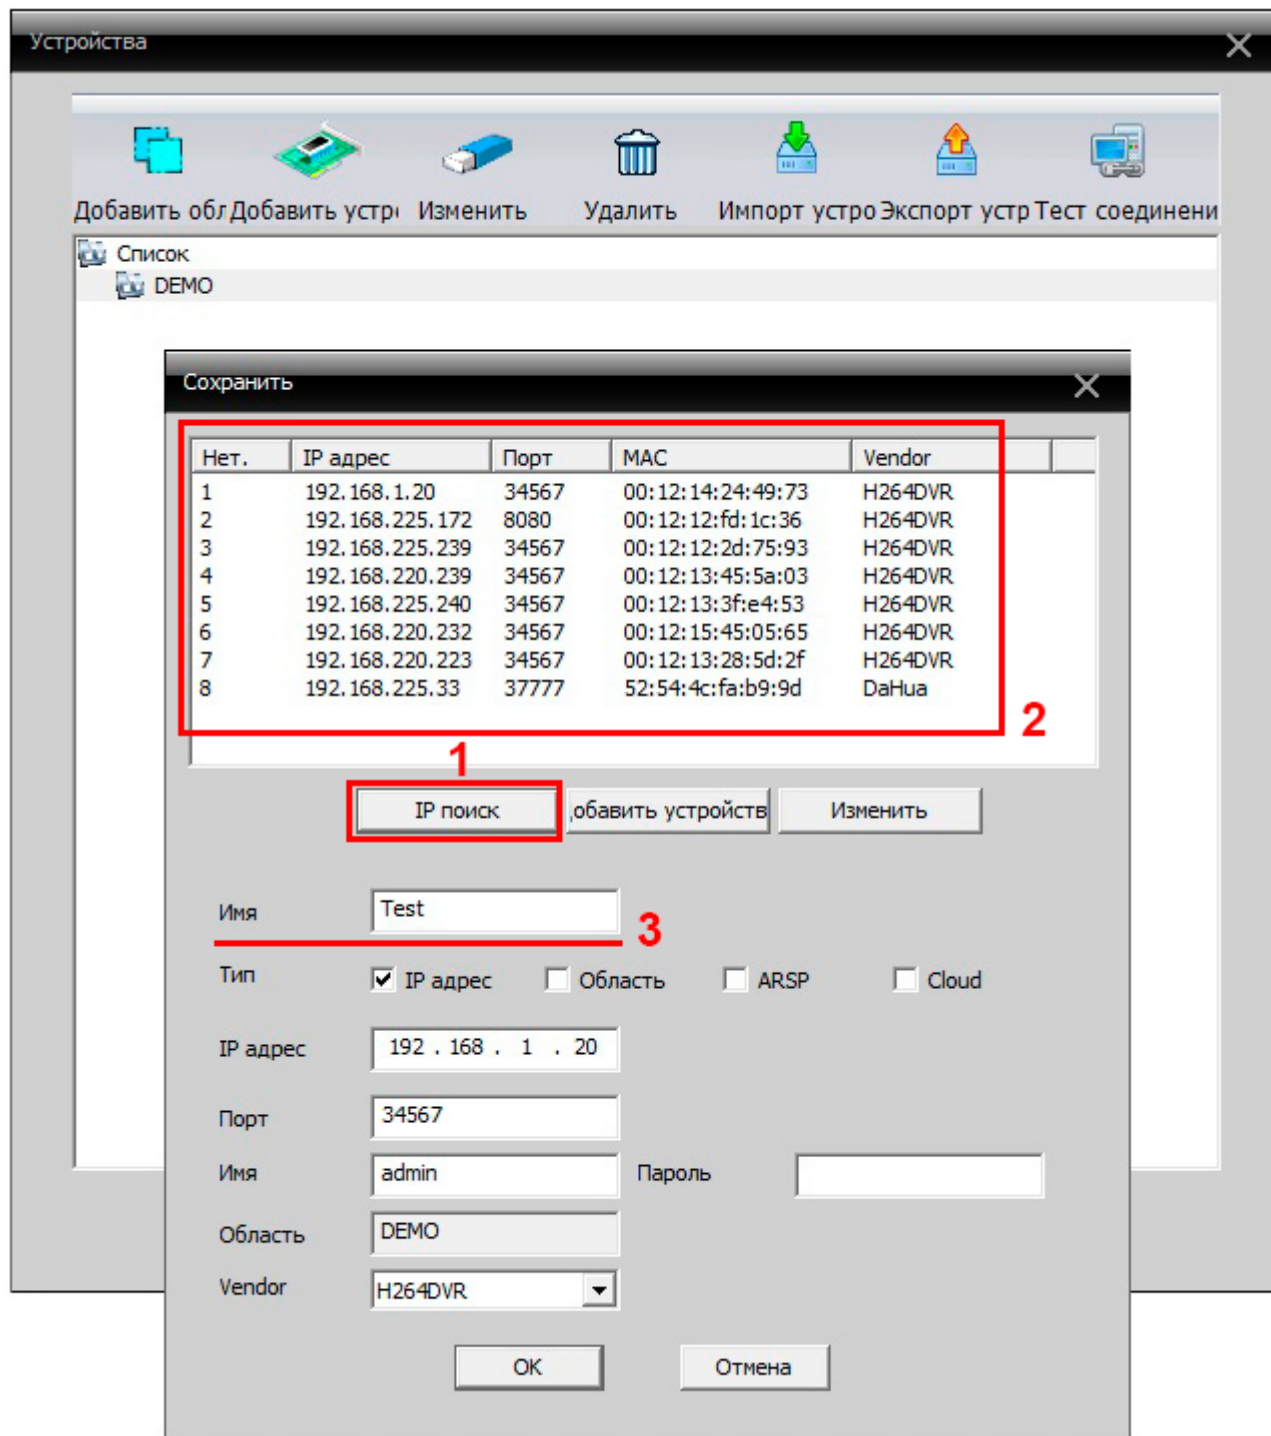 Устройства
Добавить обл Добавить устр Изменить Удалить Импорт устро Экспорт устр Тест соединени
Список
DEMO
Сохранить
Нет. IP адрес Порт MAC Vendor
1 192.168.1.20 34567 00:12:14:24:49:73 H264DVR
2 192.168.225.172 8080 00:12:12:fd:1c:36 H264DVR
3 192.168.225.239 34567 00:12:12:2d:75:93 H264DVR
4 192.168.220.239 34567 00:12:13:45:5a:03 H264DVR
5 192.168.225.240 34567 00:12:13:3f:e4:53 H264DVR
6 192.168.220.232 34567 00:12:15:45:05:65 H264DVR
7 192.168.220.223 34567 00:12:13:28:5d:2f H264DVR
8 192.168.225.33 37777 52:54:4c:fa:b9:9d DaHua
2
1
IP поиск обавить устройств Изменить
Имя Test
3
Тип IP адрес Область ARSP Cloud
IP адрес 192 . 168 . 1 . 20
Порт 34567
Имя admin Пароль
Область DEMO
Vendor H264DVR
OK Отмена